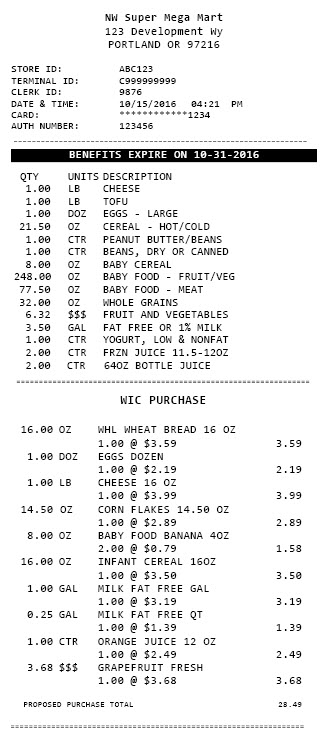 NW Super Mega Mart
123 Development Wy
PORTLAND OR 97216
STORE ID: ABC123
TERMINAL ID: C999999999
CLERK ID: 9876
DATE & TIME: 10/15/2016 04:21 PM
CARD: ************1234
AUTH NUMBER: 123456
BENEFITS EXPIRE ON 10-31-2016
QTY UNITS DESCRIPTION
1.00 LB CHEESE
1.00 LB TOFU
1.00 DOZ EGGS - LARGE
21.50 OZ CEREAL - HOT/COLD
1.00 CTR PEANUT BUTTER/BEANS
1.00 CTR BEANS, DRY OR CANNED
8.00 OZ BABY CEREAL
248.00 OZ BABY FOOD - FRUIT/VEG
77.50 OZ BABY FOOD - MEAT
32.00 OZ WHOLE GRAINS
6.32 $$$ FRUIT AND VEGETABLES
3.50 GAL FAT FREE OR 1% MILK
1.00 CTR YOGURT, LOW & NONFAT
2.00 CTR FRZN JUICE 11.5-12OZ
2.00 CTR 64OZ BOTTLE JUICE
WIC PURCHASE
16.00 OZ WHL WHEAT BREAD 16 OZ
1.00 @ $3.59 3.59
1.00 DOZ EGGS DOZEN
1.00 @ $2.19 2.19
1.00 LB CHEESE 16 OZ
1.00 @ $3.99 3.99
14.50 OZ CORN FLAKES 14.50 OZ
1.00 @ $2.89 2.89
8.00 OZ BABY FOOD BANANA 4OZ
2.00 @ $0.79 1.58
16.00 OZ INFANT CEREAL 16OZ
1.00 @ $3.50 3.50
1.00 GAL MILK FAT FREE GAL
1.00 @ $3.19 3.19
0.25 GAL MILK FAT FREE QT
1.00 @ $1.39 1.39
1.00 CTR ORANGE JUICE 12 OZ
1.00 @ $2.49 2.49
3.68 $$$ GRAPEFRUIT FRESH
1.00 @ $3.68 3.68
PROPOSED PURCHASE TOTAL 28.49